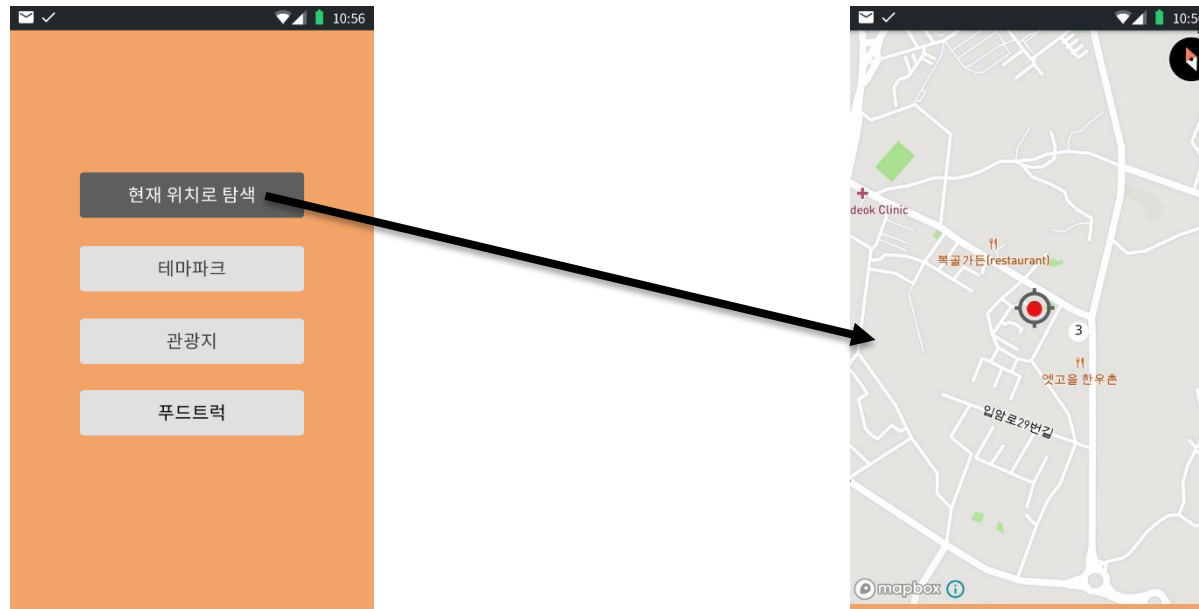 10:56
현재 위치로 탐색
테마파크
관광지
푸드트럭
deok Clinic
복골가든(restaurant)
3
옛고을 한우촌
입암로29번길
mapbox